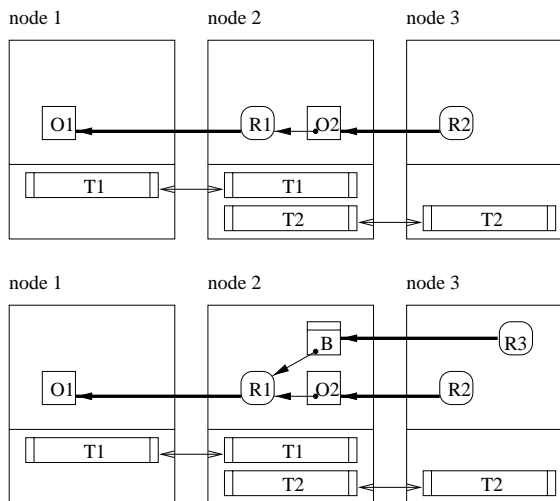 node 1 node 2 node 3
O1 R1 O2 R2
T1 T1
T2 T2
node 1 node 2 node 3
B R3
O1 R1 O2 R2
T1 T1
T2 T2